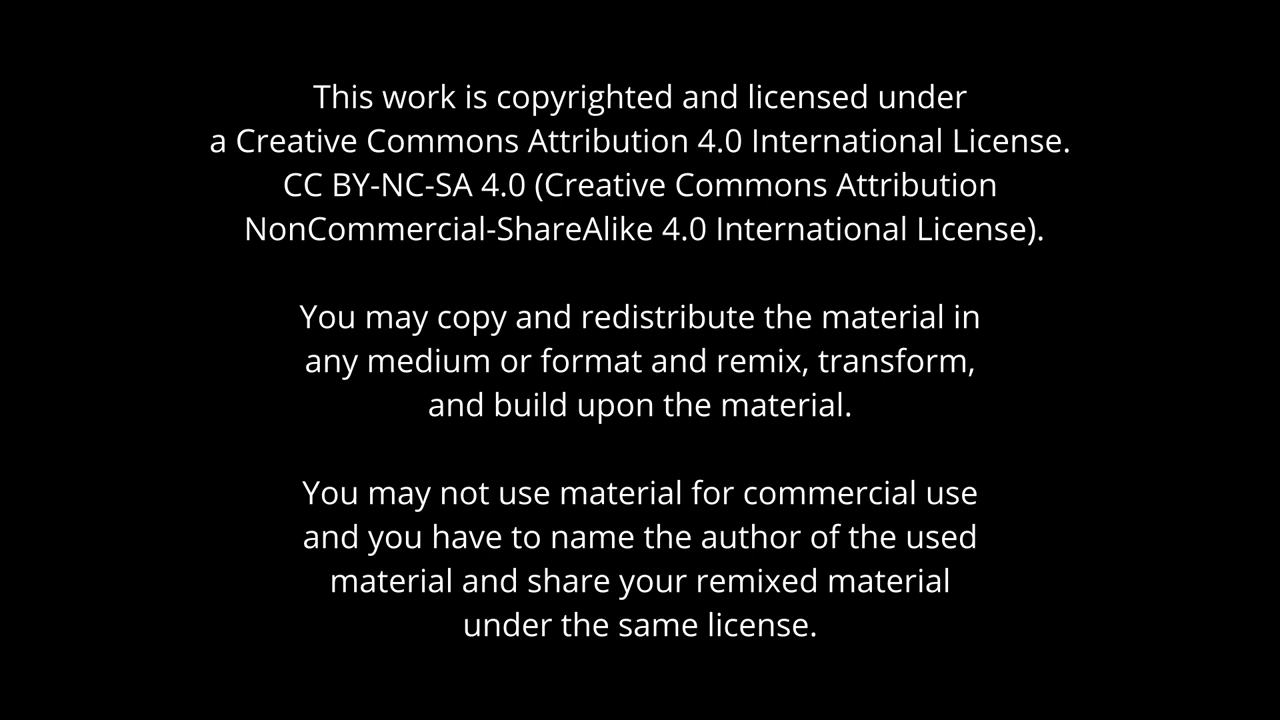 This work is copyrighted and licensed under
a Creative Commons Attribution 4.0 International License.
CC BY-NC-SA 4.0 (Creative Commons Attribution
NonCommercial-ShareAlike 4.0 International License).
You may copy and redistribute the material in
any medium or format and remix, transform,
and build upon the material.
You may not use material for commercial use
and you have to name the author of the used
material and share your remixed material
under the same license.